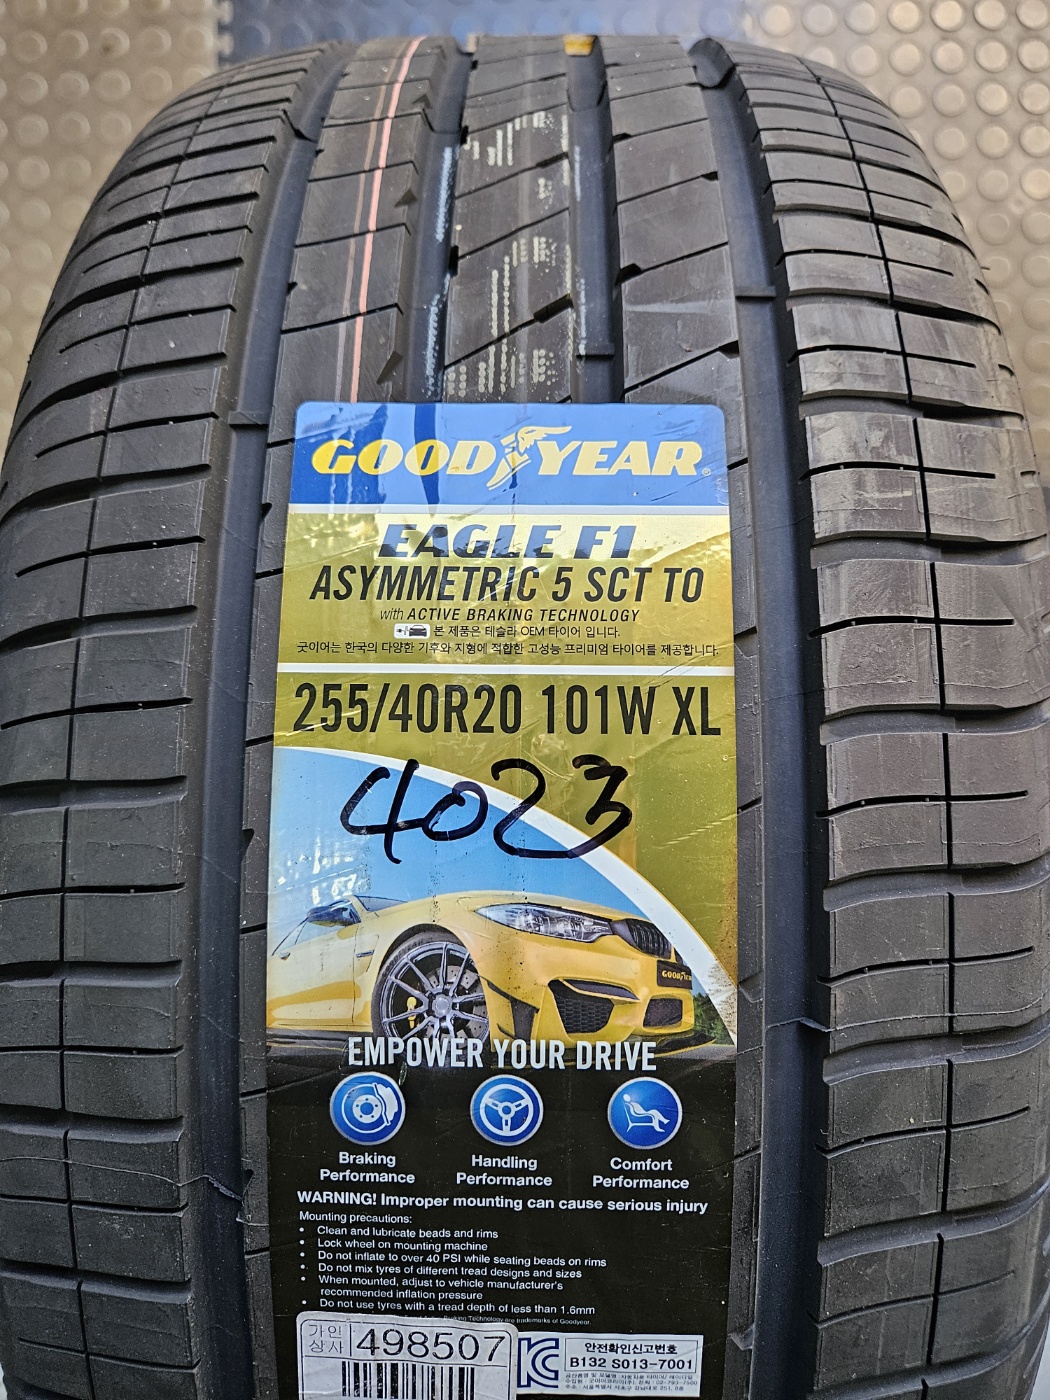 GOODYEAR
EAGLE F1
ASYMMETRIC 5 SCT TO
with ACTIVE BRAKING TECHNOLOGY
본 제품은 테슬라 OEM 타이어 입니다.
굿이어는 한국의 다양한 기후와 지형에 적합한 고성능 프리미엄 타이어를 제공합니다.
255/40R20 101W XL
4023
GOODYEAR
EMPOWER YOUR DRIVE
Braking Performance
Handling Performance
Comfort Performance
WARNING! Improper mounting can cause serious injury
Mounting precautions:
• Clean and lubricate beads and rims
• Lock wheel on mounting machine
• Do not inflate to over 40 PSI while seating beads on rims
• Do not mix tyres of different tread designs and sizes
• When mounted, adjust to vehicle manufacturer's
recommended inflation pressure
• Do not use tyres with a tread depth of less than 1.6mm
Braking Technology are trademarks of Goodyear.
가인
상사
498507
안전확인신고번호
B132 S013-7001